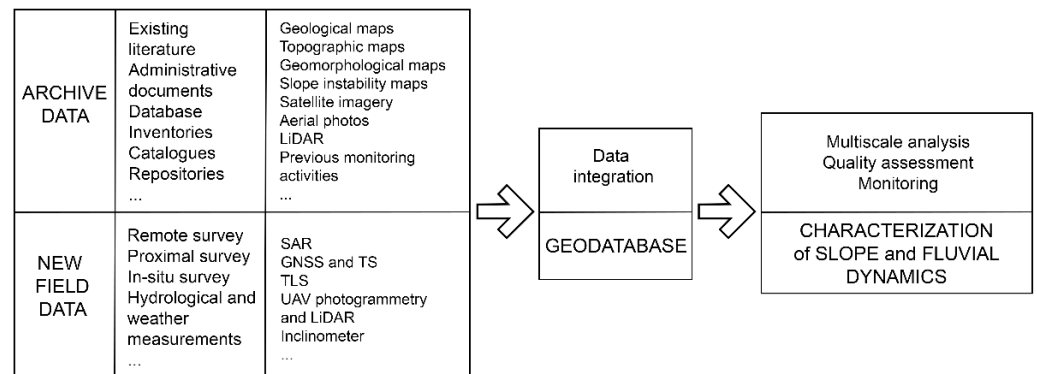 ARCHIVE
DATA
Existing
literature
Administrative
documents
Database
Inventories
Catalogues
Repositories
...
Geological maps
Topographic maps
Geomorphological maps
Slope instability maps
Satellite imagery
Aerial photos
LiDAR
Previous monitoring
activities
...
NEW
FIELD
DATA
Remote survey
Proximal survey
In-situ survey
Hydrological and
weather
measurements
...
SAR
GNSS and TS
TLS
UAV photogrammetry
and LiDAR
Inclinometer
...
Data
integration
GEODATABASE
Multiscale analysis
Quality assessment
Monitoring
CHARACTERIZATION
of SLOPE and FLUVIAL
DYNAMICS